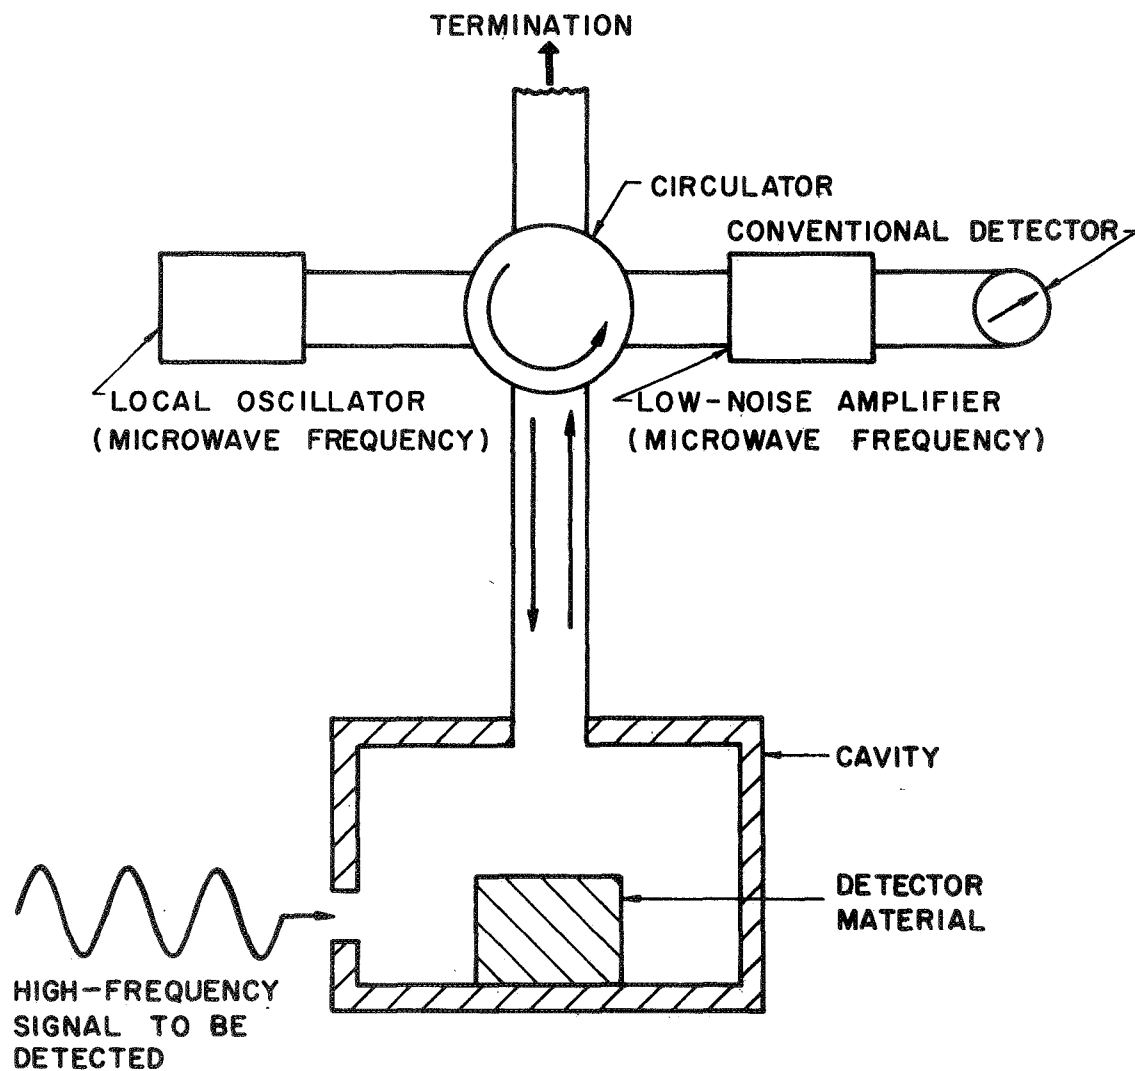 TERMINATION
CIRCULATOR
CONVENTIONAL DETECTOR
LOCAL OSCILLATOR
(MICROWAVE FREQUENCY)
LOW-NOISE AMPLIFIER
(MICROWAVE FREQUENCY)
CAVITY
DETECTOR
MATERIAL
HIGH-FREQUENCY
SIGNAL TO BE
DETECTED